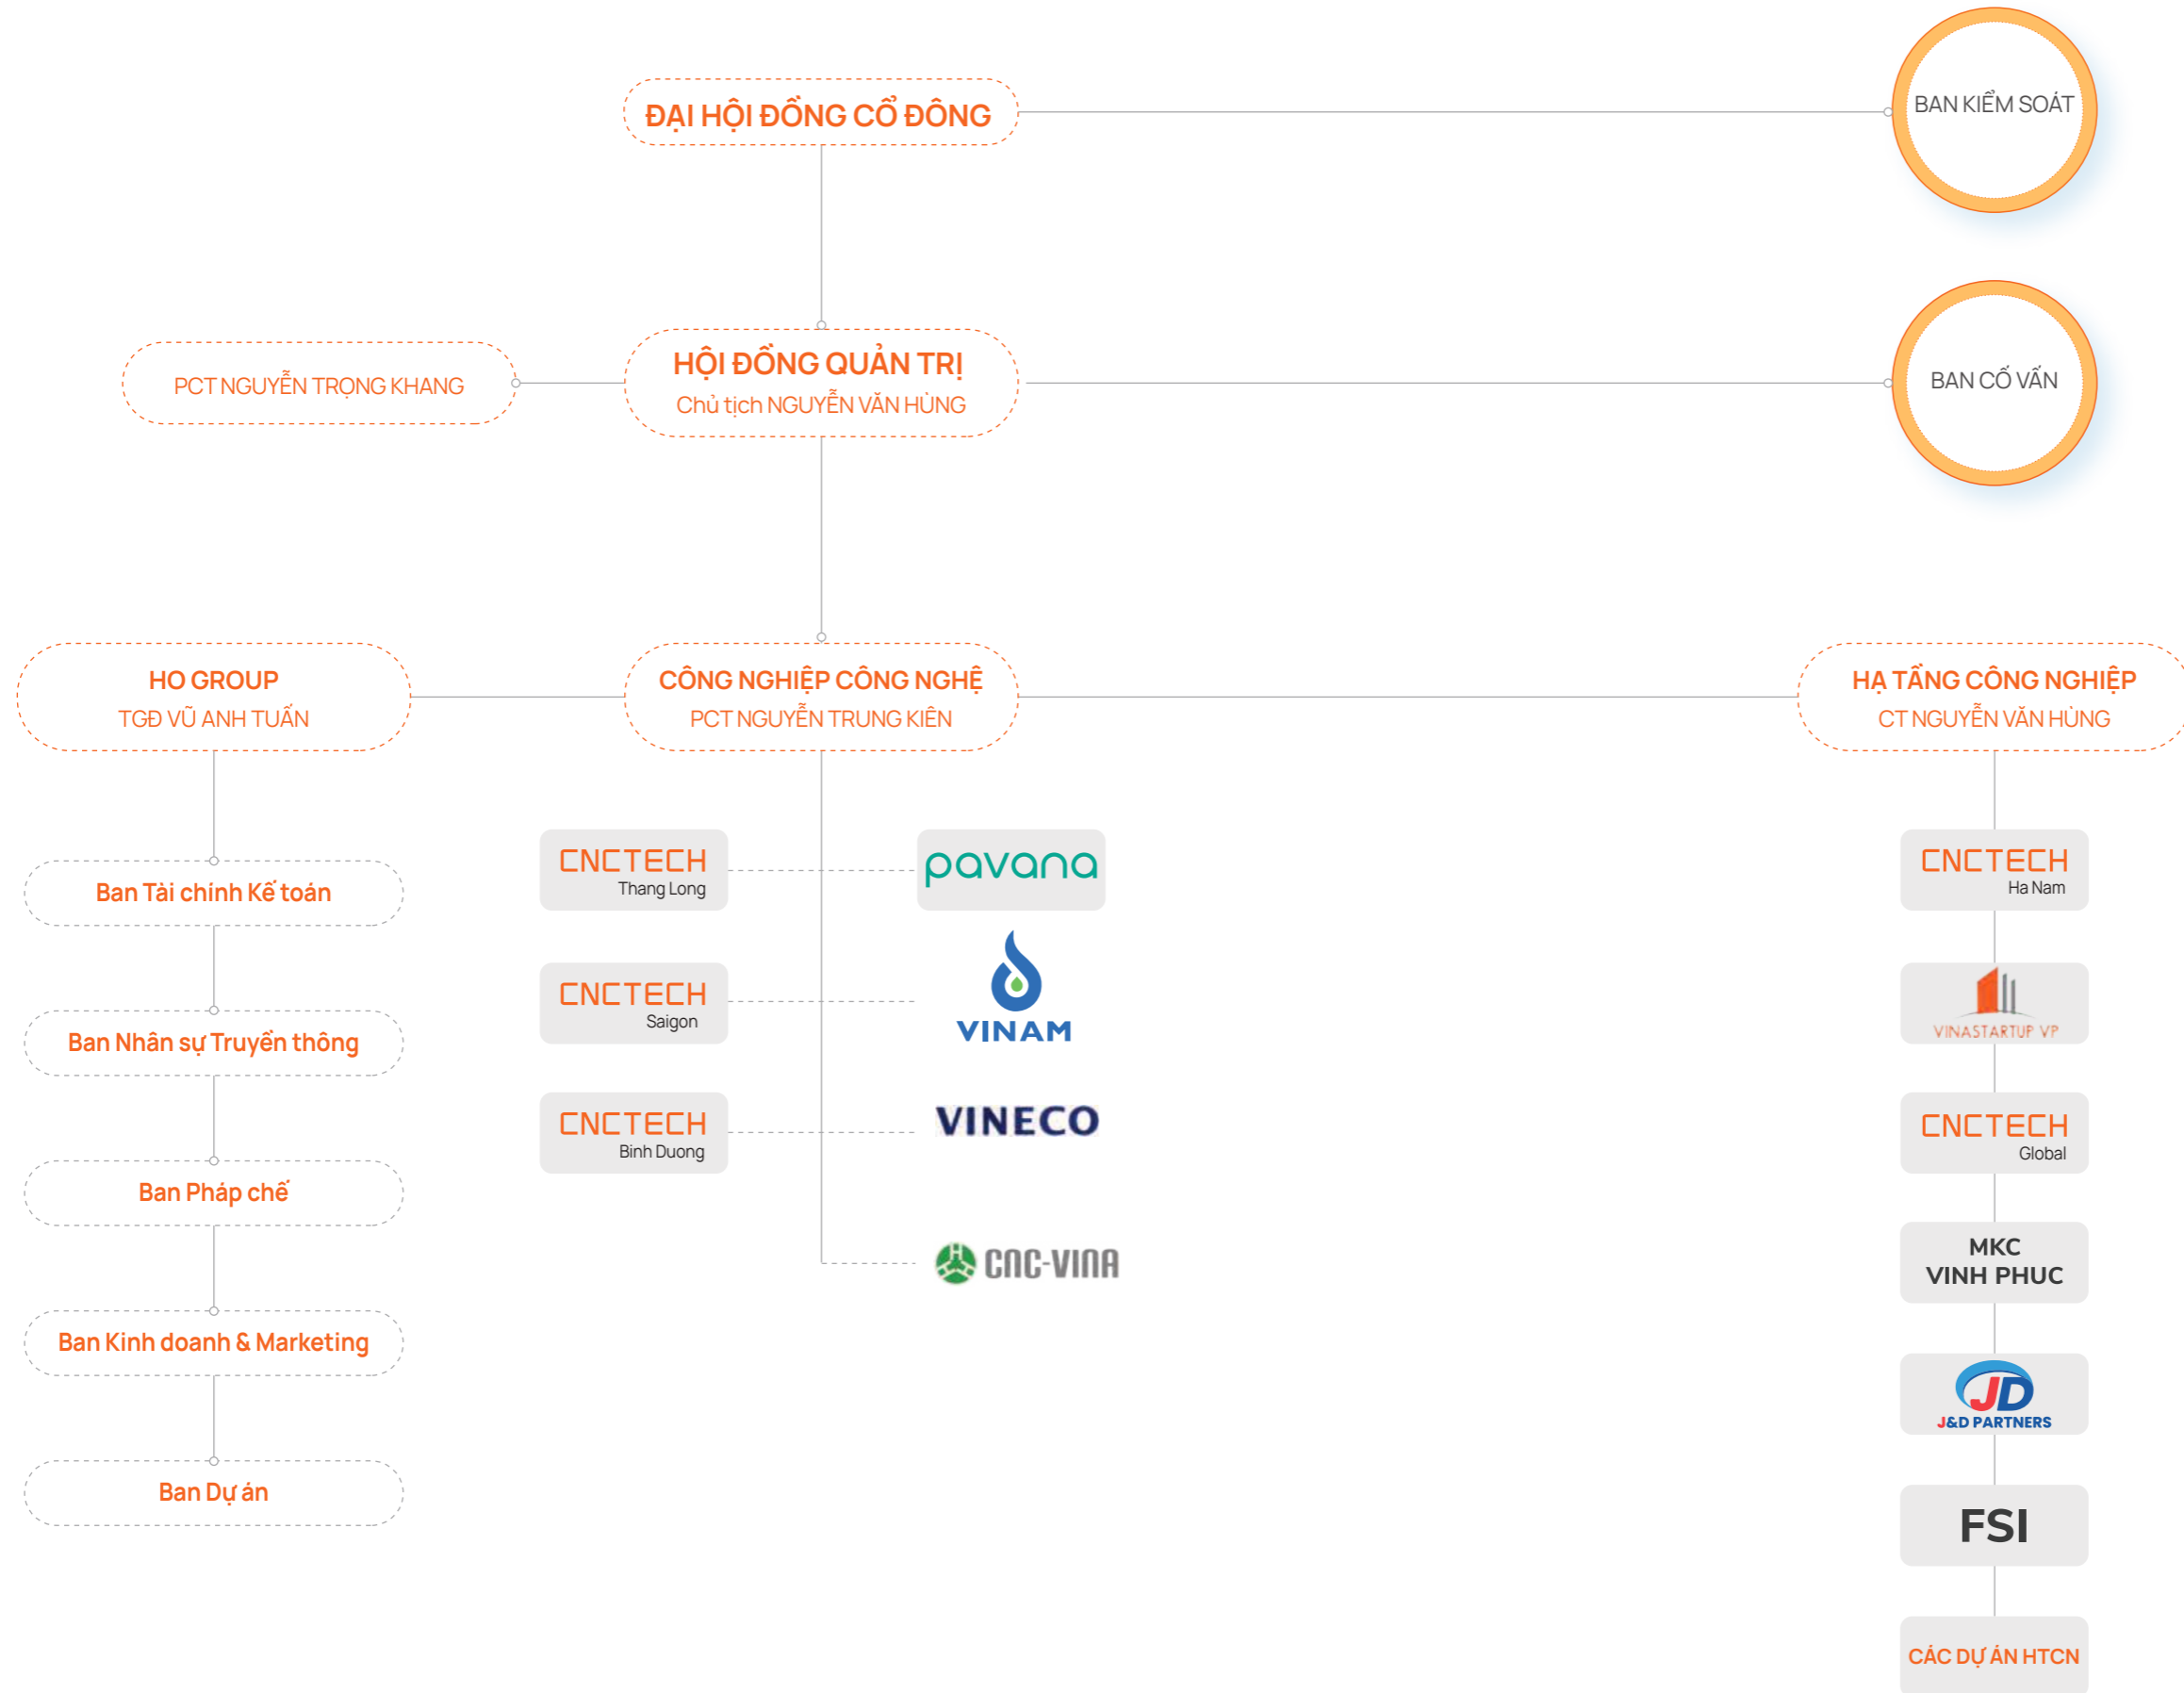 ĐẠI HỘI ĐỒNG CỔ ĐÔNG
BAN KIỂM SOÁT
PCT NGUYỄN TRỌNG KHANG
HỘI ĐỒNG QUẢN TRỊ
Chủ tịch NGUYỄN VĂN HÙNG
BAN CỐ VẤN
HO GROUP
TGĐ VŨ ANH TUẤN
CÔNG NGHIỆP CÔNG NGHỆ
PCT NGUYỄN TRUNG KIÊN
HẠ TẦNG CÔNG NGHIỆP
CT NGUYỄN VĂN HÙNG
Ban Tài chính Kế toán
Ban Nhân sự Truyền thông
Ban Pháp chế
Ban Kinh doanh & Marketing
Ban Dự án
CNCTECH
Thang Long
pavana
CNCTECH
Saigon
VINAM
CNCTECH
Binh Duong
VINECO
CNC-VINA
CNCTECH
Ha Nam
VINASTARTUP VP
CNCTECH
Global
MKC
VINH PHUC
JD
J&D PARTNERS
FSI
CÁC DỰ ÁN HTCN